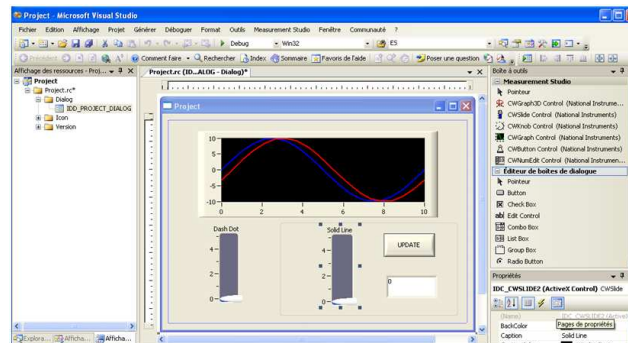 Project - Microsoft Visual Studio
Fichier Edition Affichage Projet Générer Déboguer Format Outils Measurement Studio Fenêtre Communauté ?
Debug Win32 ES
Précédent Comment faire Rechercher Index Sommaire Favoris de l'aide Poser une question
Affichage des ressources - Proj...
Project
Project.rc*
Dialog
IDD_PROJECT_DIALOG
Icon
Version
Explora... Afficha... Afficha...
Project.rc (ID...ALOG - Dialog)*
Project
10
5
0
-5
-10
0 2 4 6 8 10
Dash Dot
4
2
0
Solid Line
4
2
0
UPDATE
0
Boîte à outils
Measurement Studio
Pointeur
CWGraph3D Control (National Instrume...
CWSlide Control (National Instruments)
CWKnob Control (National Instruments)
CWGraph Control (National Instruments)
CWButton Control (National Instruments)
CWNumEdit Control (National Instrumen...
Éditeur de boîtes de dialogue
Pointeur
Button
Check Box
Edit Control
Combo Box
List Box
Group Box
Radio Button
Propriétés
IDC_CWSLIDE2 (ActiveX Control) CWSlide
(Name) IDC_CWSLIDE2 (Active
Pages de propriétés
BackColor
Caption Solid Line